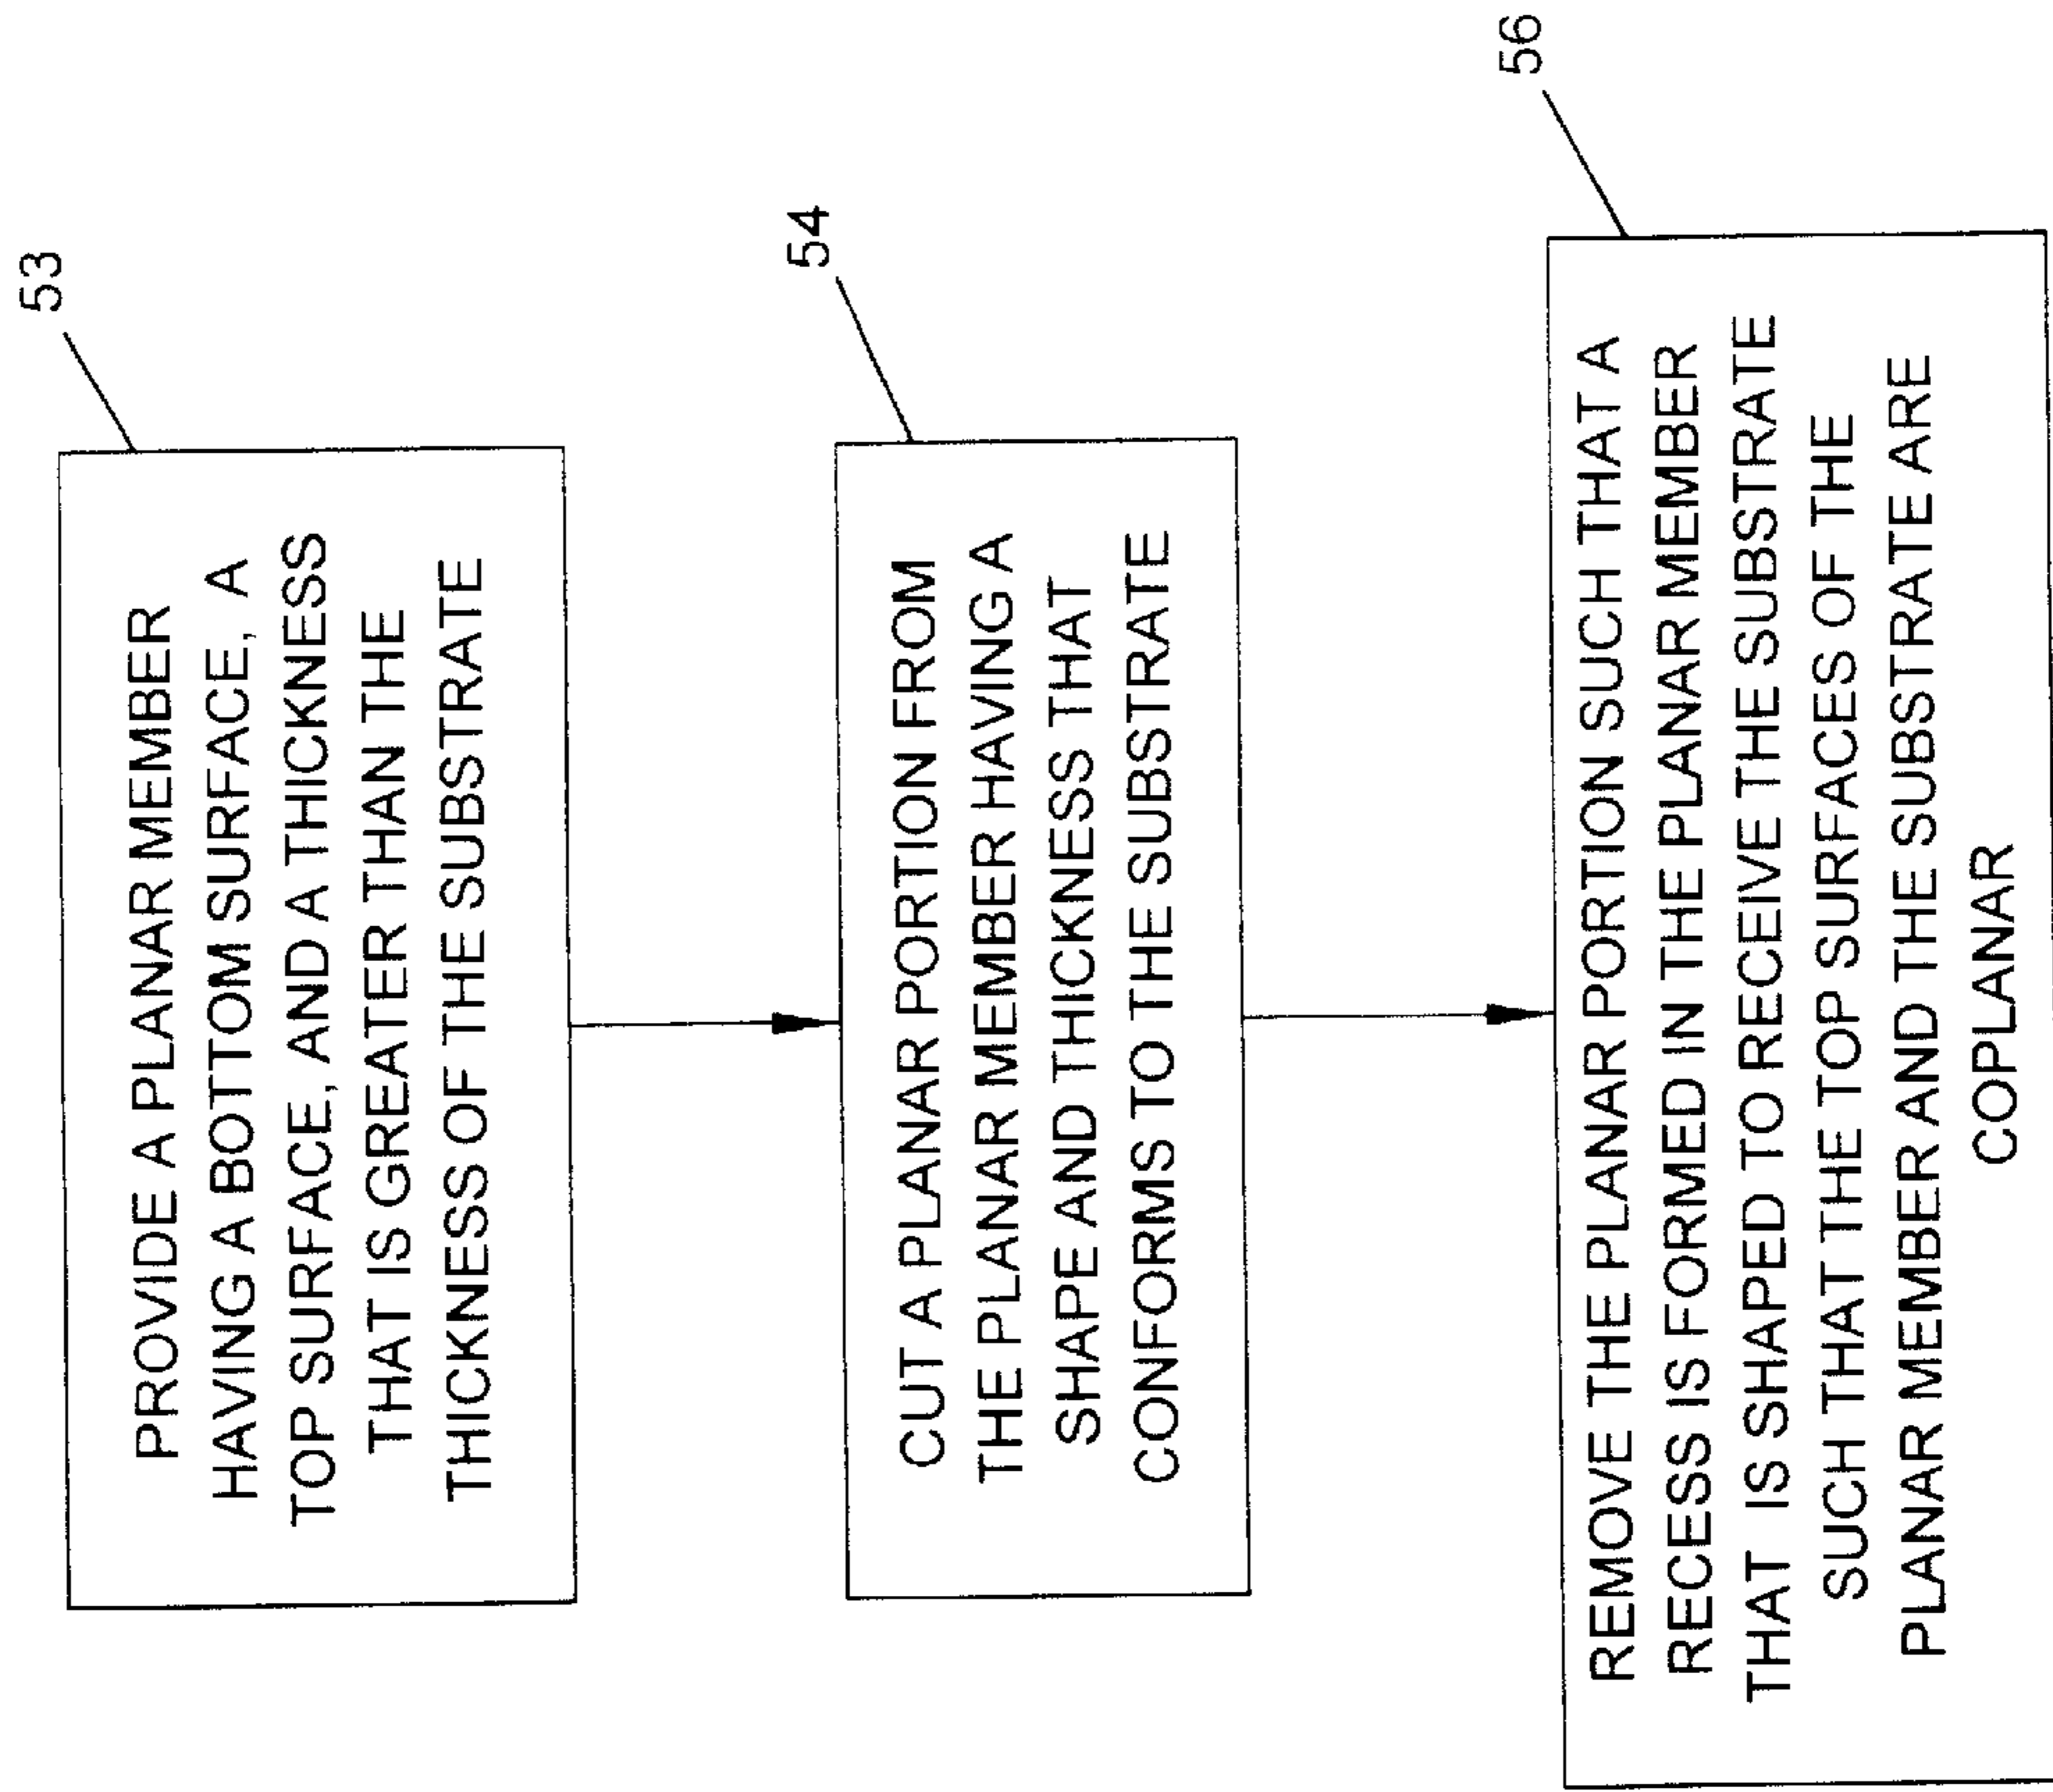 53
PROVIDE A PLANAR MEMBER
HAVING A BOTTOM SURFACE, A
TOP SURFACE, AND A THICKNESS
THAT IS GREATER THAN THE
THICKNESS OF THE SUBSTRATE
54
CUT A PLANAR PORTION FROM
THE PLANAR MEMBER HAVING A
SHAPE AND THICKNESS THAT
CONFORMS TO THE SUBSTRATE
56
REMOVE THE PLANAR PORTION SUCH THAT A
RECESS IS FORMED IN THE PLANAR MEMBER
THAT IS SHAPED TO RECEIVE THE SUBSTRATE
SUCH THAT THE TOP SURFACES OF THE
PLANAR MEMBER AND THE SUBSTRATE ARE
COPLANAR